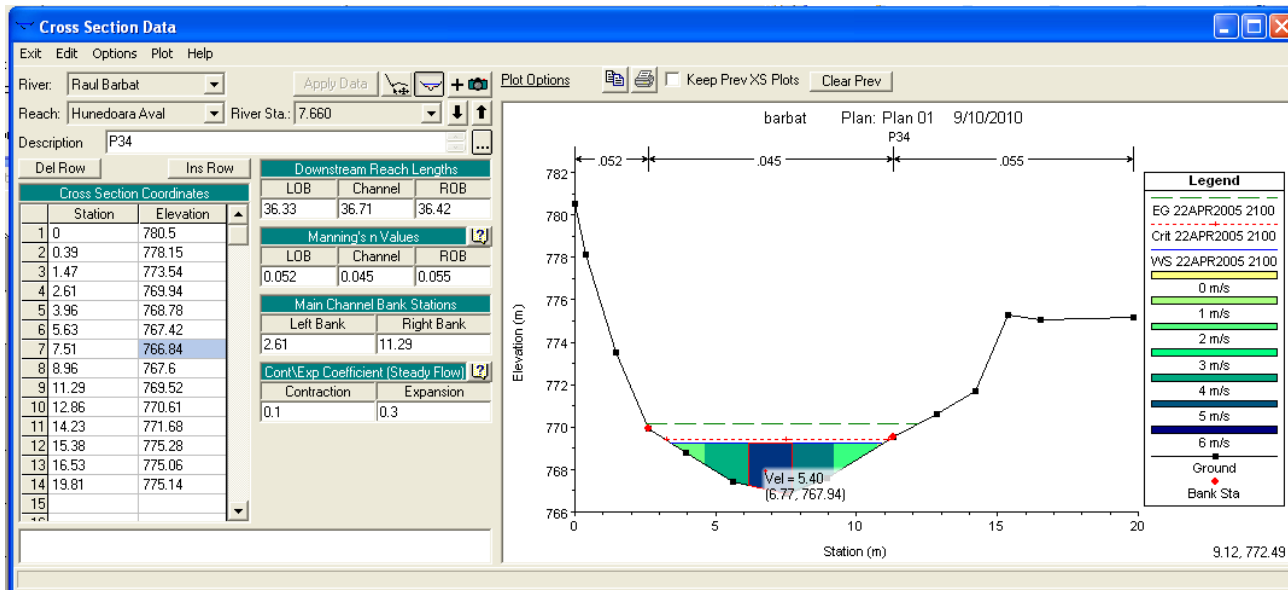 Cross Section Data
Exit Edit Options Plot Help
River: Raul Barbat Apply Data
Reach: Hunedoara Aval River Sta.: 7.660
Description P34 ...
Del Row Ins Row
Cross Section Coordinates
Station Elevation
1 0 780.5
2 0.39 778.15
3 1.47 773.54
4 2.61 769.94
5 3.96 768.78
6 5.63 767.42
7 7.51 766.84
8 8.96 767.6
9 11.29 769.52
10 12.86 770.61
11 14.23 771.68
12 15.38 775.28
13 16.53 775.06
14 19.81 775.14
15
Downstream Reach Lengths
LOB Channel ROB
36.33 36.71 36.42
Manning's n Values
LOB Channel ROB
0.052 0.045 0.055
Main Channel Bank Stations
Left Bank Right Bank
2.61 11.29
Cont\Exp Coefficient (Steady Flow)
Contraction Expansion
0.1 0.3
Plot Options Keep Prev XS Plots Clear Prev
barbat Plan: Plan 01 9/10/2010
P34
.052 .045 .055
782
780
778
776
774
772
770
768
766
Elevation (m)
0 5 10 15 20
Station (m)
Vel = 5.40
(6.77, 767.94)
Legend
EG 22APR2005 2100
Crit 22APR2005 2100
WS 22APR2005 2100
0 m/s
1 m/s
2 m/s
3 m/s
4 m/s
5 m/s
6 m/s
Ground
Bank Sta
9.12, 772.49